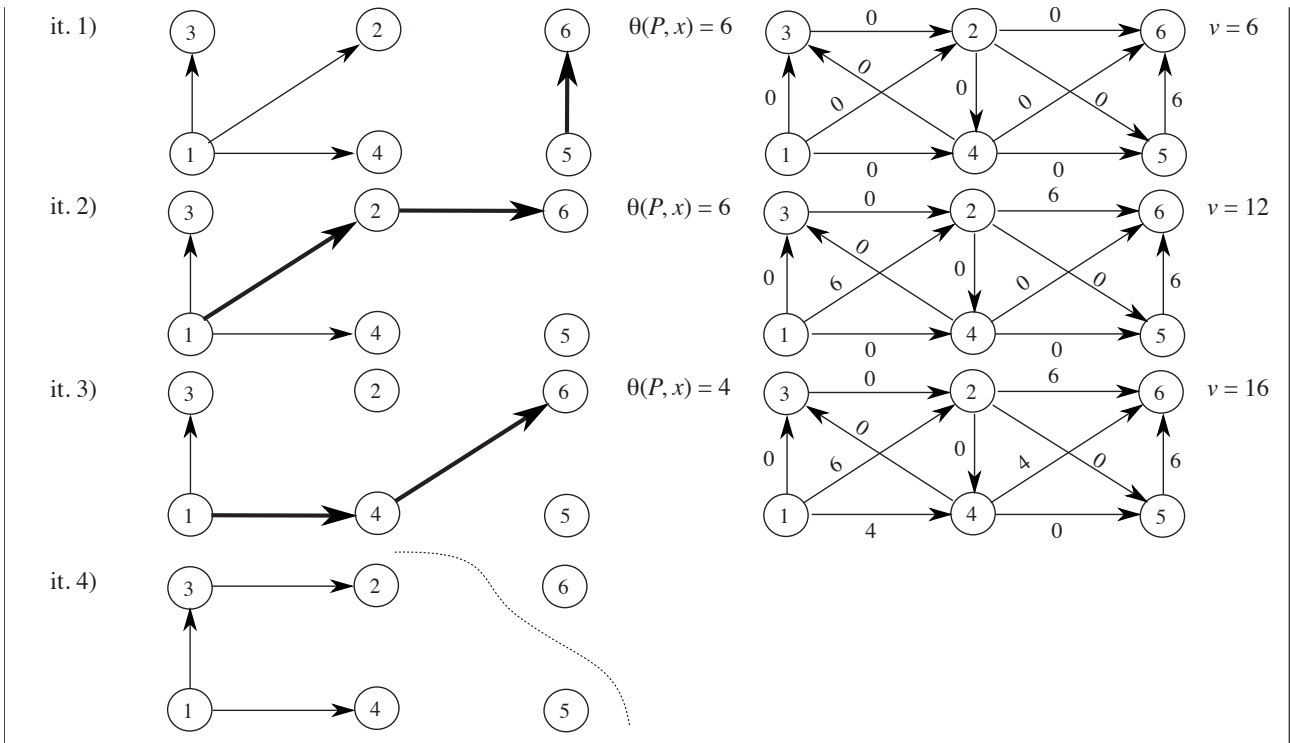 it. 1)
3 2 6
1 4 5
θ(P, x) = 6
3 0 2 0 6
0 0 0 0 0 0 6
1 0 4 0 5
v = 6
it. 2)
3 2 6
1 4 5
θ(P, x) = 6
3 0 2 6 6
0 6 0 0 0 0 6
1 0 4 0 5
v = 12
it. 3)
3 2 6
1 4 5
θ(P, x) = 4
3 0 2 6 6
0 6 0 0 4 0 6
1 4 4 0 5
v = 16
it. 4)
3 2 6
1 4 5